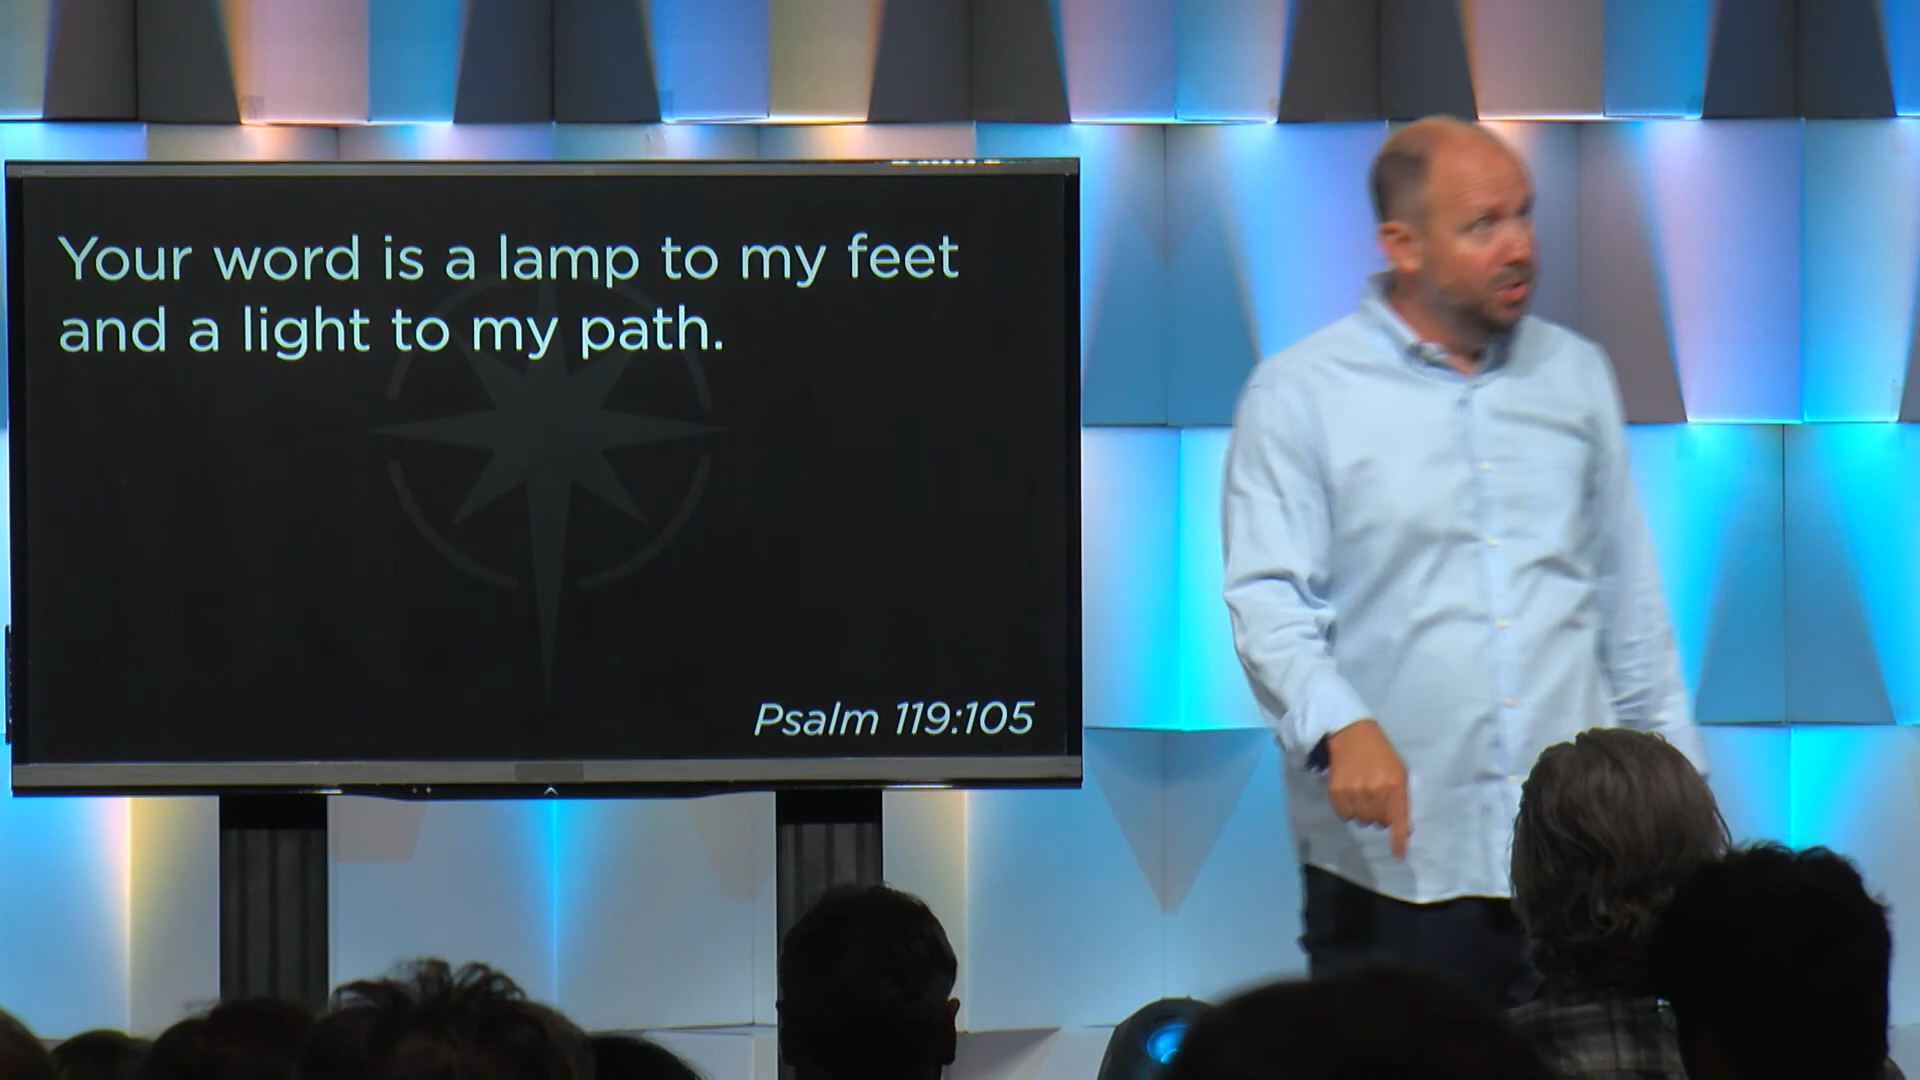 Your word is a lamp to my feet
and a light to my path.
Psalm 119:105